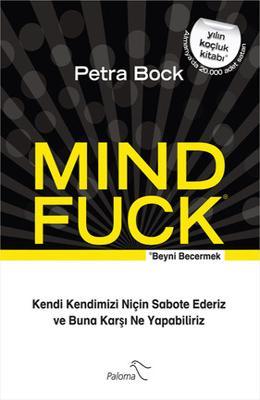 yılın
koçluk
kitabı
Almanya'da 20.000 adet satan
Petra Bock
MIND
FUCK®
°Beyni Becermek
Kendi Kendimizi Niçin Sabote Ederiz
ve Buna Karşı Ne Yapabiliriz
Paloma